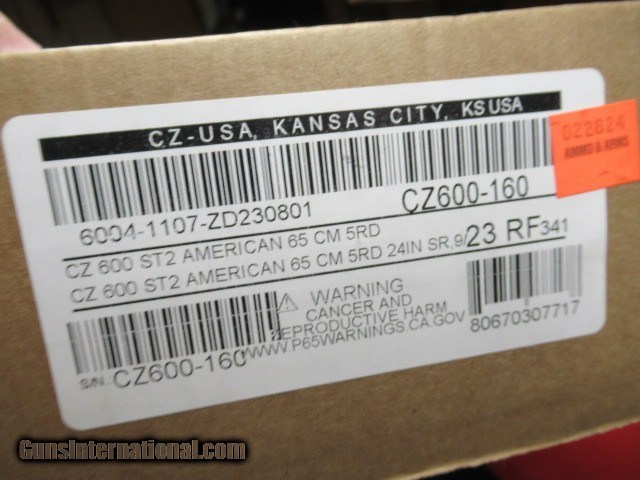 CZ-USA, KANSAS CITY, KS USA
022624
AMMO & ARMS
6004-1107-ZD230801
CZ600-160
CZ 600 ST2 AMERICAN 65 CM 5RD
CZ 600 ST2 AMERICAN 65 CM 5RD 24IN SR,9/23 RF341
WARNING
CANCER AND
REPRODUCTIVE HARM
WWW.P65WARNINGS.CA.GOV
S/N: CZ600-160
80670307717
GunsInternational.com